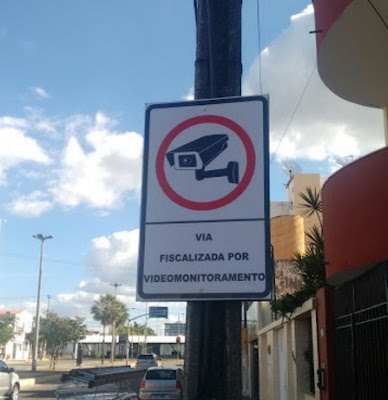 VIA
FISCALIZADA POR
VIDEOMONITORAMENTO